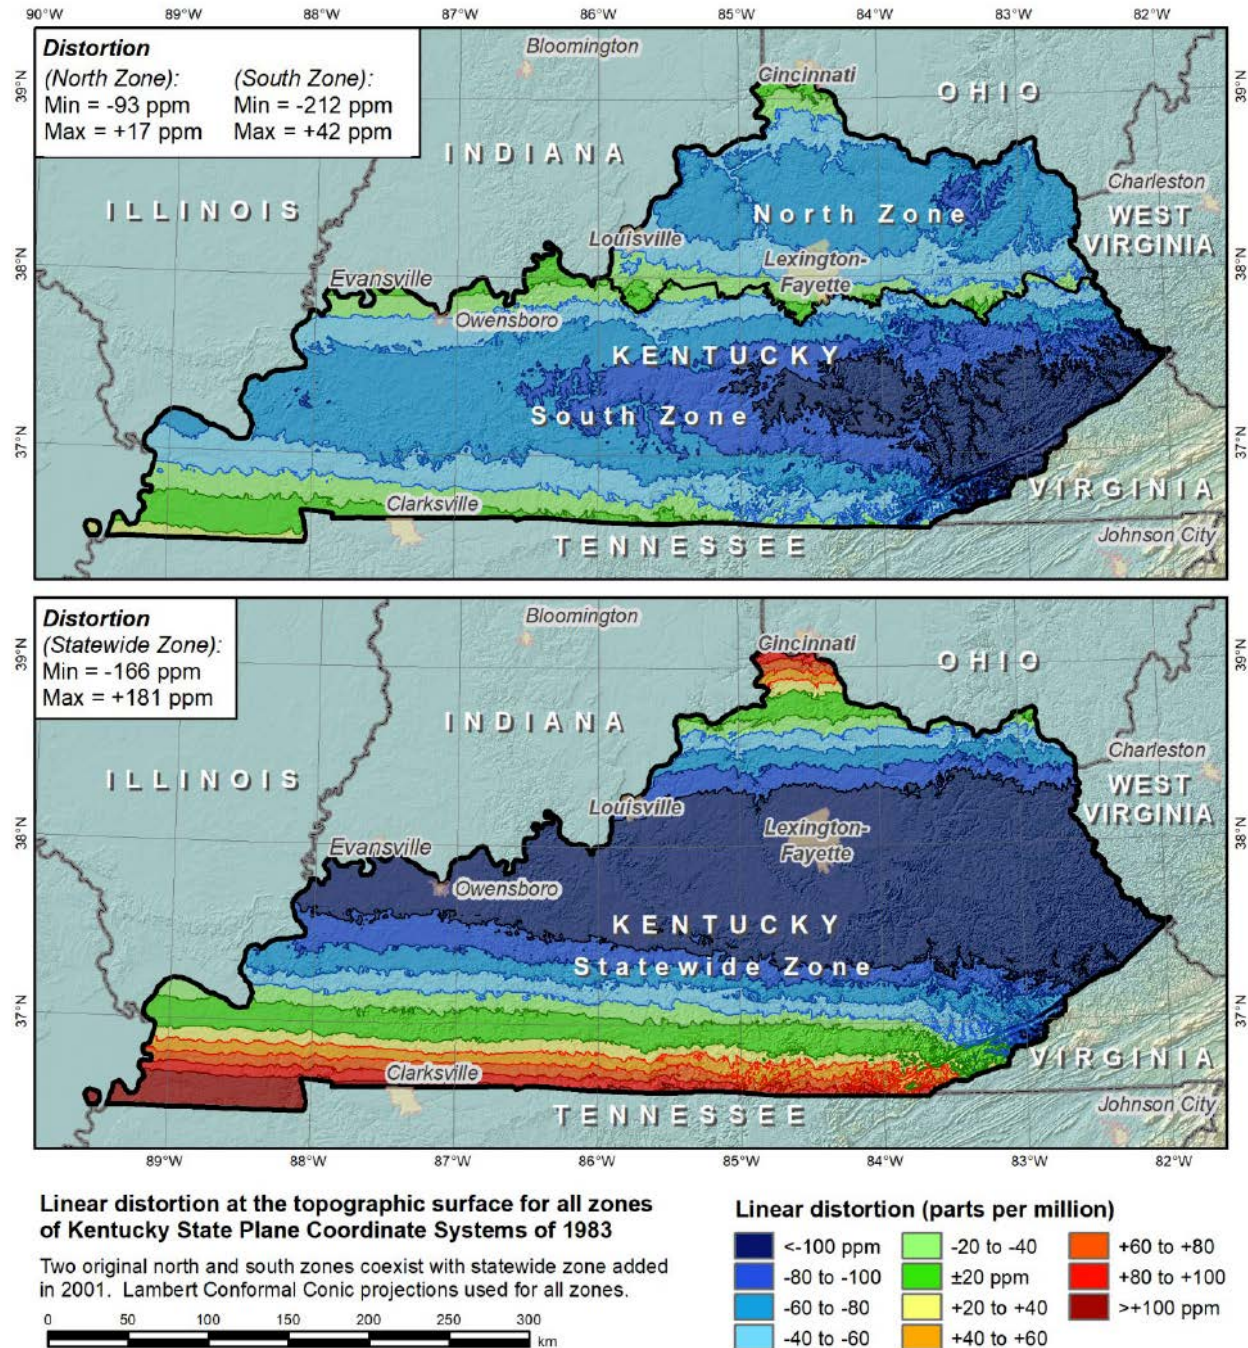 90°W 89°W 88°W 87°W 86°W 85°W 84°W 83°W 82°W
Distortion
(North Zone): (South Zone):
Min = -93 ppm Min = -212 ppm
Max = +17 ppm Max = +42 ppm
Bloomington
Cincinnati
OHIO
39°N
39°N
INDIANA
ILLINOIS
Charleston
WEST
VIRGINIA
North Zone
Louisville
Lexington-
Fayette
38°N
38°N
Evansville
Owensboro
KENTUCKY
South Zone
37°N
37°N
Clarksville
VIRGINIA
TENNESSEE
Johnson City
Distortion
(Statewide Zone):
Min = -166 ppm
Max = +181 ppm
Bloomington
Cincinnati
OHIO
39°N
39°N
INDIANA
ILLINOIS
Charleston
WEST
VIRGINIA
Louisville
Lexington-
Fayette
38°N
38°N
Evansville
Owensboro
KENTUCKY
Statewide Zone
37°N
37°N
Clarksville
VIRGINIA
TENNESSEE
Johnson City
89°W 88°W 87°W 86°W 85°W 84°W 83°W 82°W
Linear distortion at the topographic surface for all zones
of Kentucky State Plane Coordinate Systems of 1983
Two original north and south zones coexist with statewide zone added
in 2001. Lambert Conformal Conic projections used for all zones.
0 50 100 150 200 250 300
km
Linear distortion (parts per million)
<-100 ppm
-80 to -100
-60 to -80
-40 to -60
-20 to -40
±20 ppm
+20 to +40
+40 to +60
+60 to +80
+80 to +100
>+100 ppm